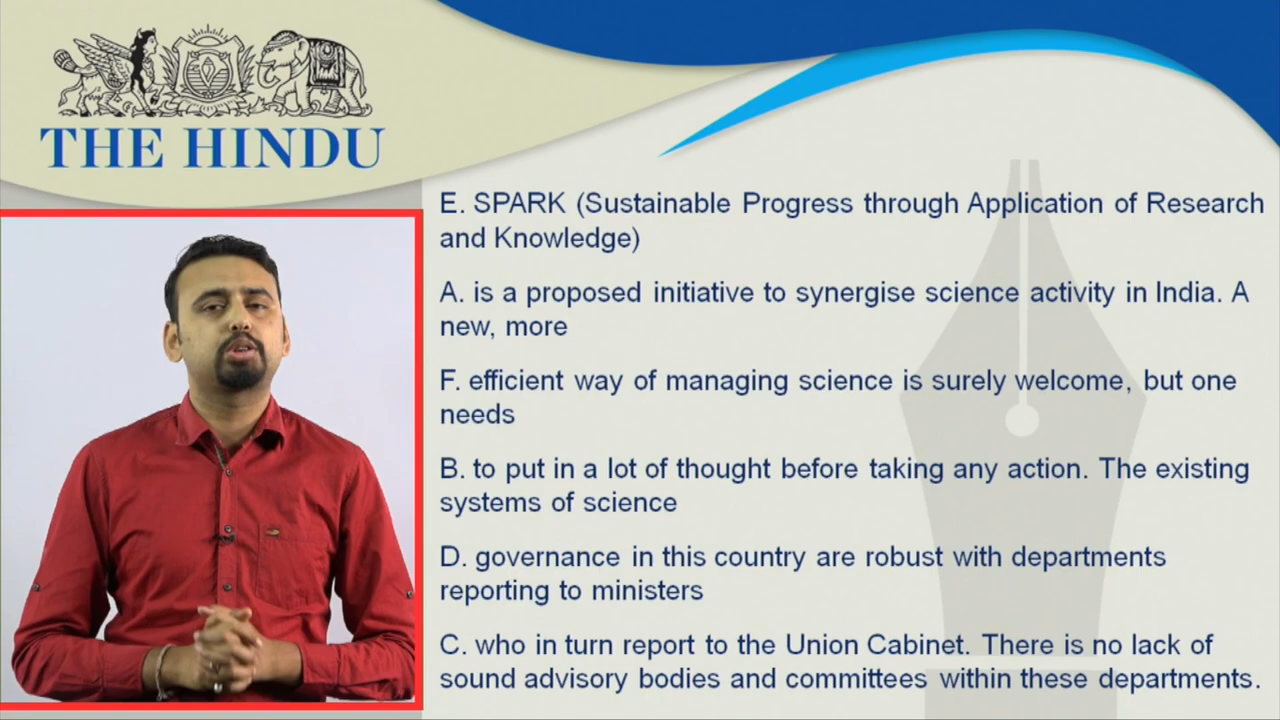 THE HINDU
E. SPARK (Sustainable Progress through Application of Research
and Knowledge)
A. is a proposed initiative to synergise science activity in India. A
new, more
F. efficient way of managing science is surely welcome, but one
needs
B. to put in a lot of thought before taking any action. The existing
systems of science
D. governance in this country are robust with departments
reporting to ministers
C. who in turn report to the Union Cabinet. There is no lack of
sound advisory bodies and committees within these departments.